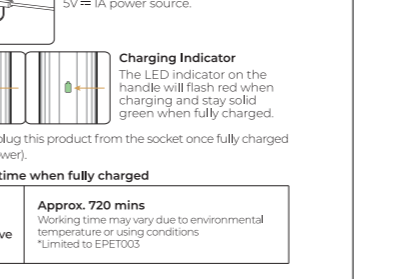 5V⎓1A power source.
Charging Indicator
The LED indicator on the
handle will flash red when
charging and stay solid
green when fully charged.
plug this product from the socket once fully charged
wer).
time when fully charged
Approx. 720 mins
Working time may vary due to environmental
temperature or using conditions
ve
*Limited to EPET003